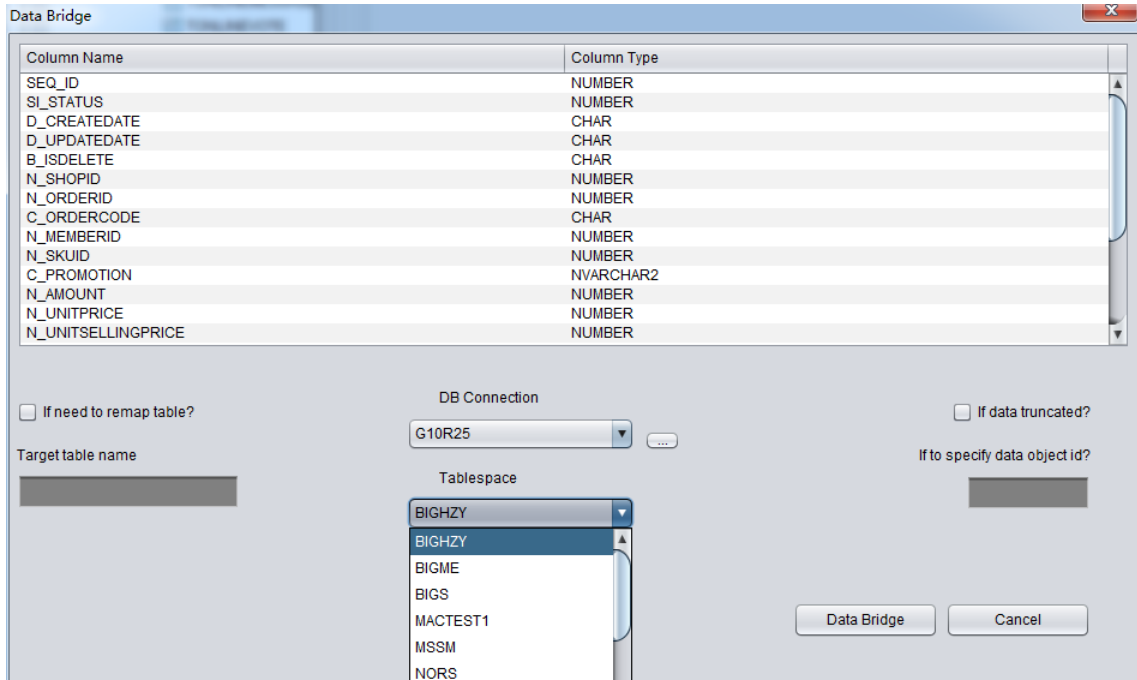 Data Bridge
Column Name Column Type
SEQ_ID NUMBER
SI_STATUS NUMBER
D_CREATEDATE CHAR
D_UPDATEDATE CHAR
B_ISDELETE CHAR
N_SHOPID NUMBER
N_ORDERID NUMBER
C_ORDERCODE CHAR
N_MEMBERID NUMBER
N_SKUID NUMBER
C_PROMOTION NVARCHAR2
N_AMOUNT NUMBER
N_UNITPRICE NUMBER
N_UNITSELLINGPRICE NUMBER
DB Connection
If need to remap table? If data truncated?
G10R25 ...
Target table name If to specify data object id?
Tablespace
BIGHZY
BIGHZY
BIGME
BIGS
MACTEST1 Data Bridge Cancel
MSSM
NORS